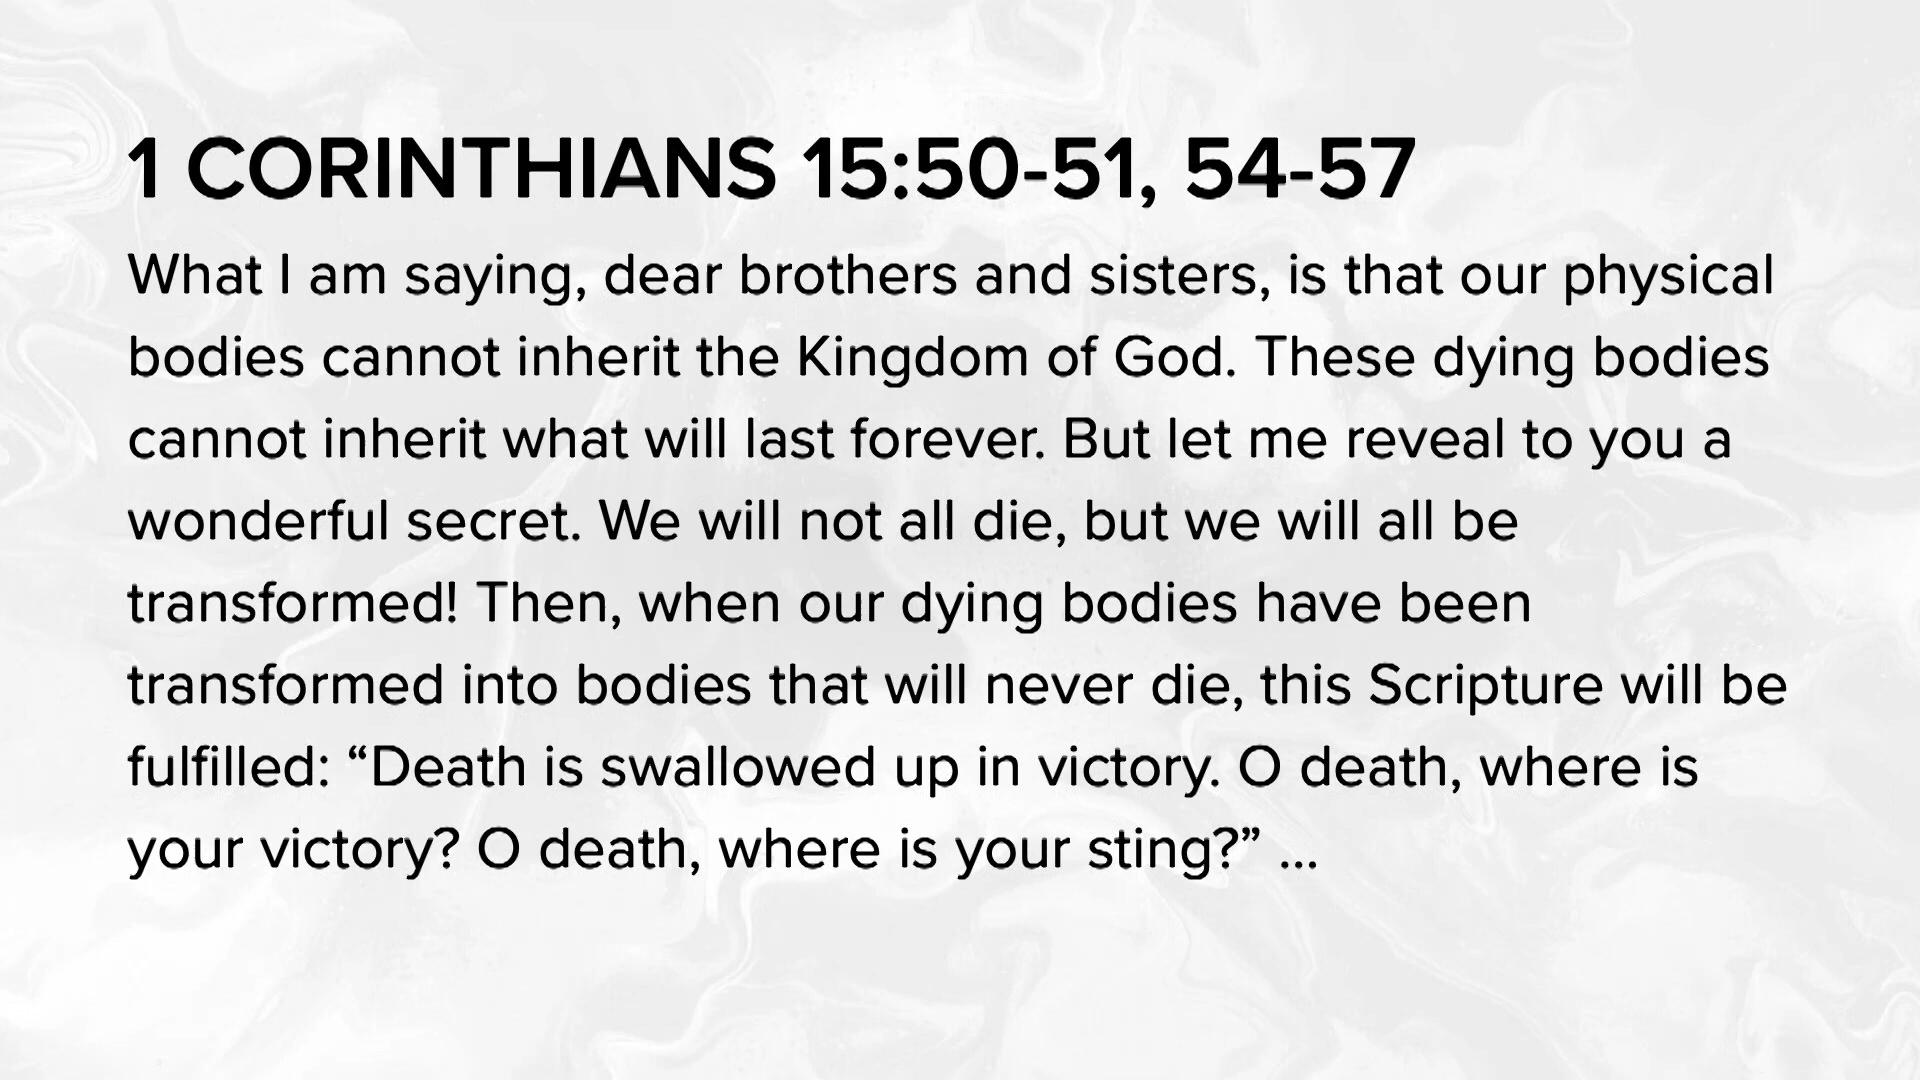 1 CORINTHIANS 15:50-51, 54-57
What I am saying, dear brothers and sisters, is that our physical
bodies cannot inherit the Kingdom of God. These dying bodies
cannot inherit what will last forever. But let me reveal to you a
wonderful secret. We will not all die, but we will all be
transformed! Then, when our dying bodies have been
transformed into bodies that will never die, this Scripture will be
fulfilled: “Death is swallowed up in victory. O death, where is
your victory? O death, where is your sting?” ...